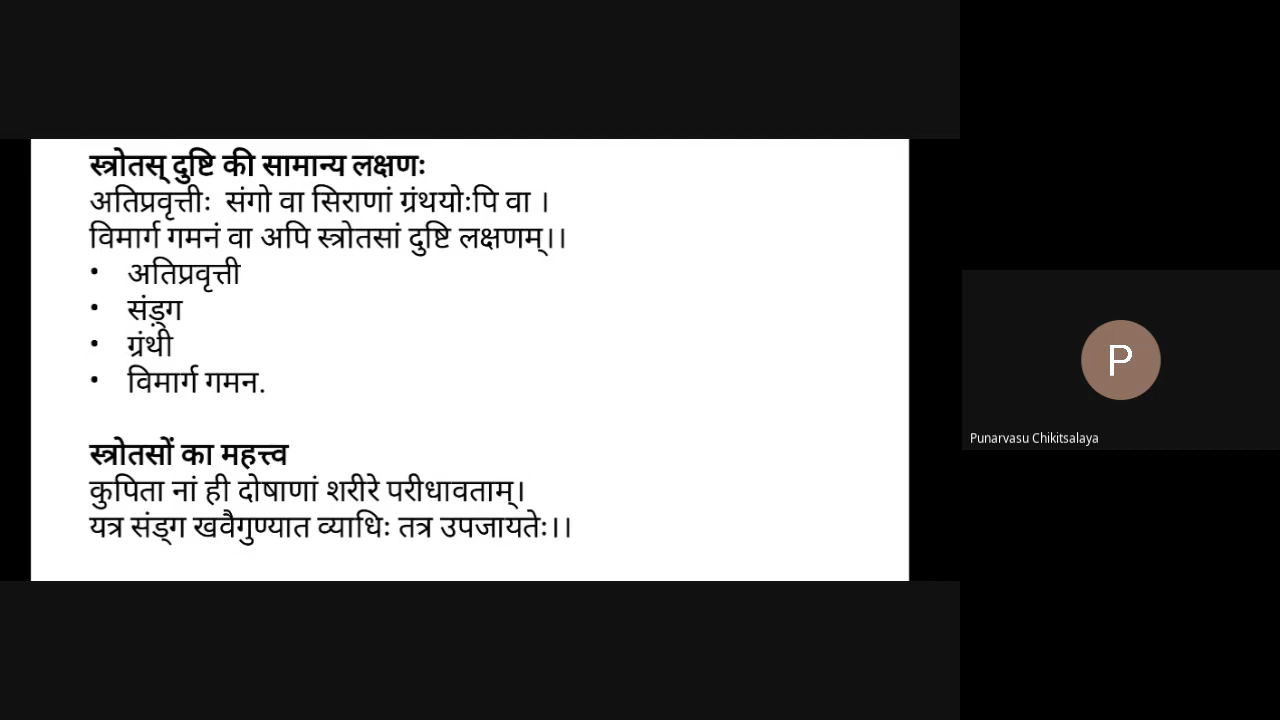 स्त्रोतस् दुष्टि की सामान्य लक्षणः
अतिप्रवृत्तीः संगो वा सिराणां ग्रंथयोःपि वा ।
विमार्ग गमनं वा अपि स्त्रोतसां दुष्टि लक्षणम्।।
• अतिप्रवृत्ती
• संड़्ग
• ग्रंथी
• विमार्ग गमन.
स्त्रोतसों का महत्त्व
कुपिता नां ही दोषाणां शरीरे परीधावताम्।
यत्र संड्ग खवैगुण्यात व्याधिः तत्र उपजायतेः।।
P
Punarvasu Chikitsalaya